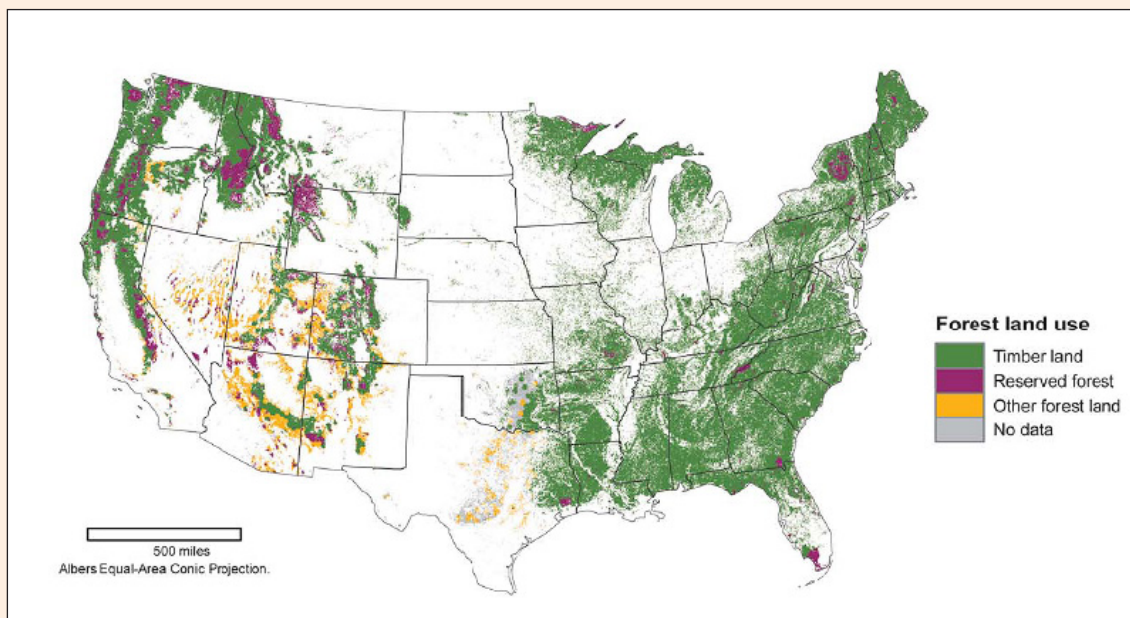 Forest land use
Timber land
Reserved forest
Other forest land
No data
500 miles
Albers Equal-Area Conic Projection.